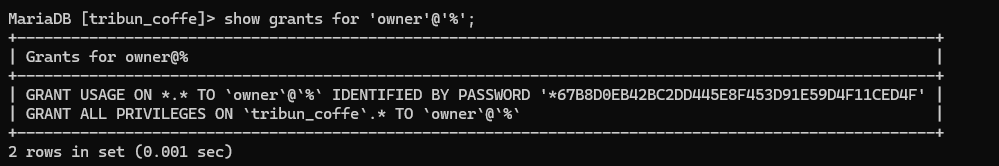 MariaDB [tribun_coffe]> show grants for 'owner'@'%';
+---------------------------------------------------------------------------------------------------+
| Grants for owner@% |
+---------------------------------------------------------------------------------------------------+
| GRANT USAGE ON *.* TO `owner`@`%` IDENTIFIED BY PASSWORD '*67B8D0EB42BC2DD445E8F453D91E59D4F11CED4F' |
| GRANT ALL PRIVILEGES ON `tribun_coffe`.* TO `owner`@`%` |
+---------------------------------------------------------------------------------------------------+
2 rows in set (0.001 sec)